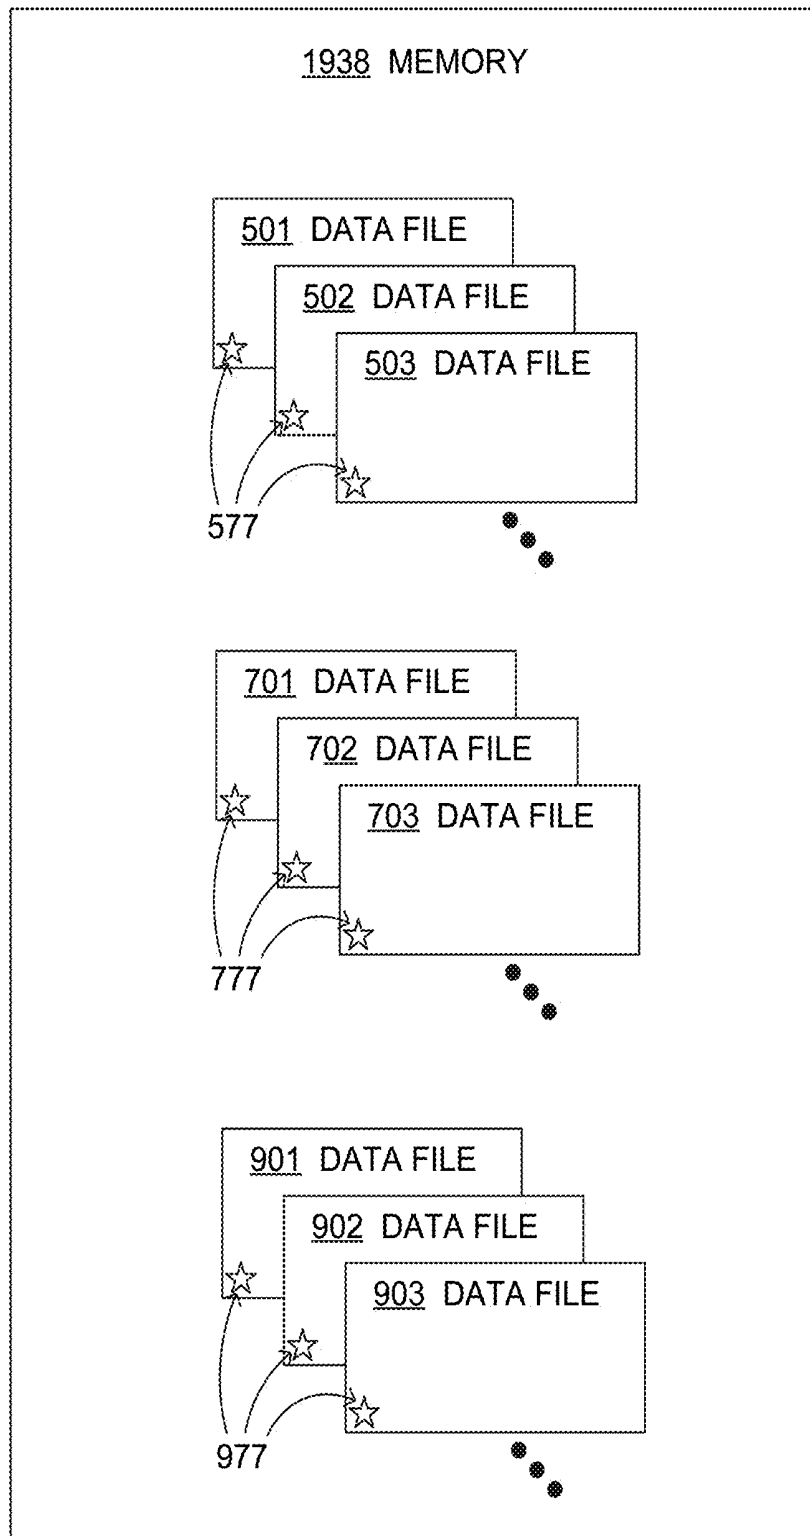 1938 MEMORY
501 DATA FILE
502 DATA FILE
503 DATA FILE
577
701 DATA FILE
702 DATA FILE
703 DATA FILE
777
901 DATA FILE
902 DATA FILE
903 DATA FILE
977